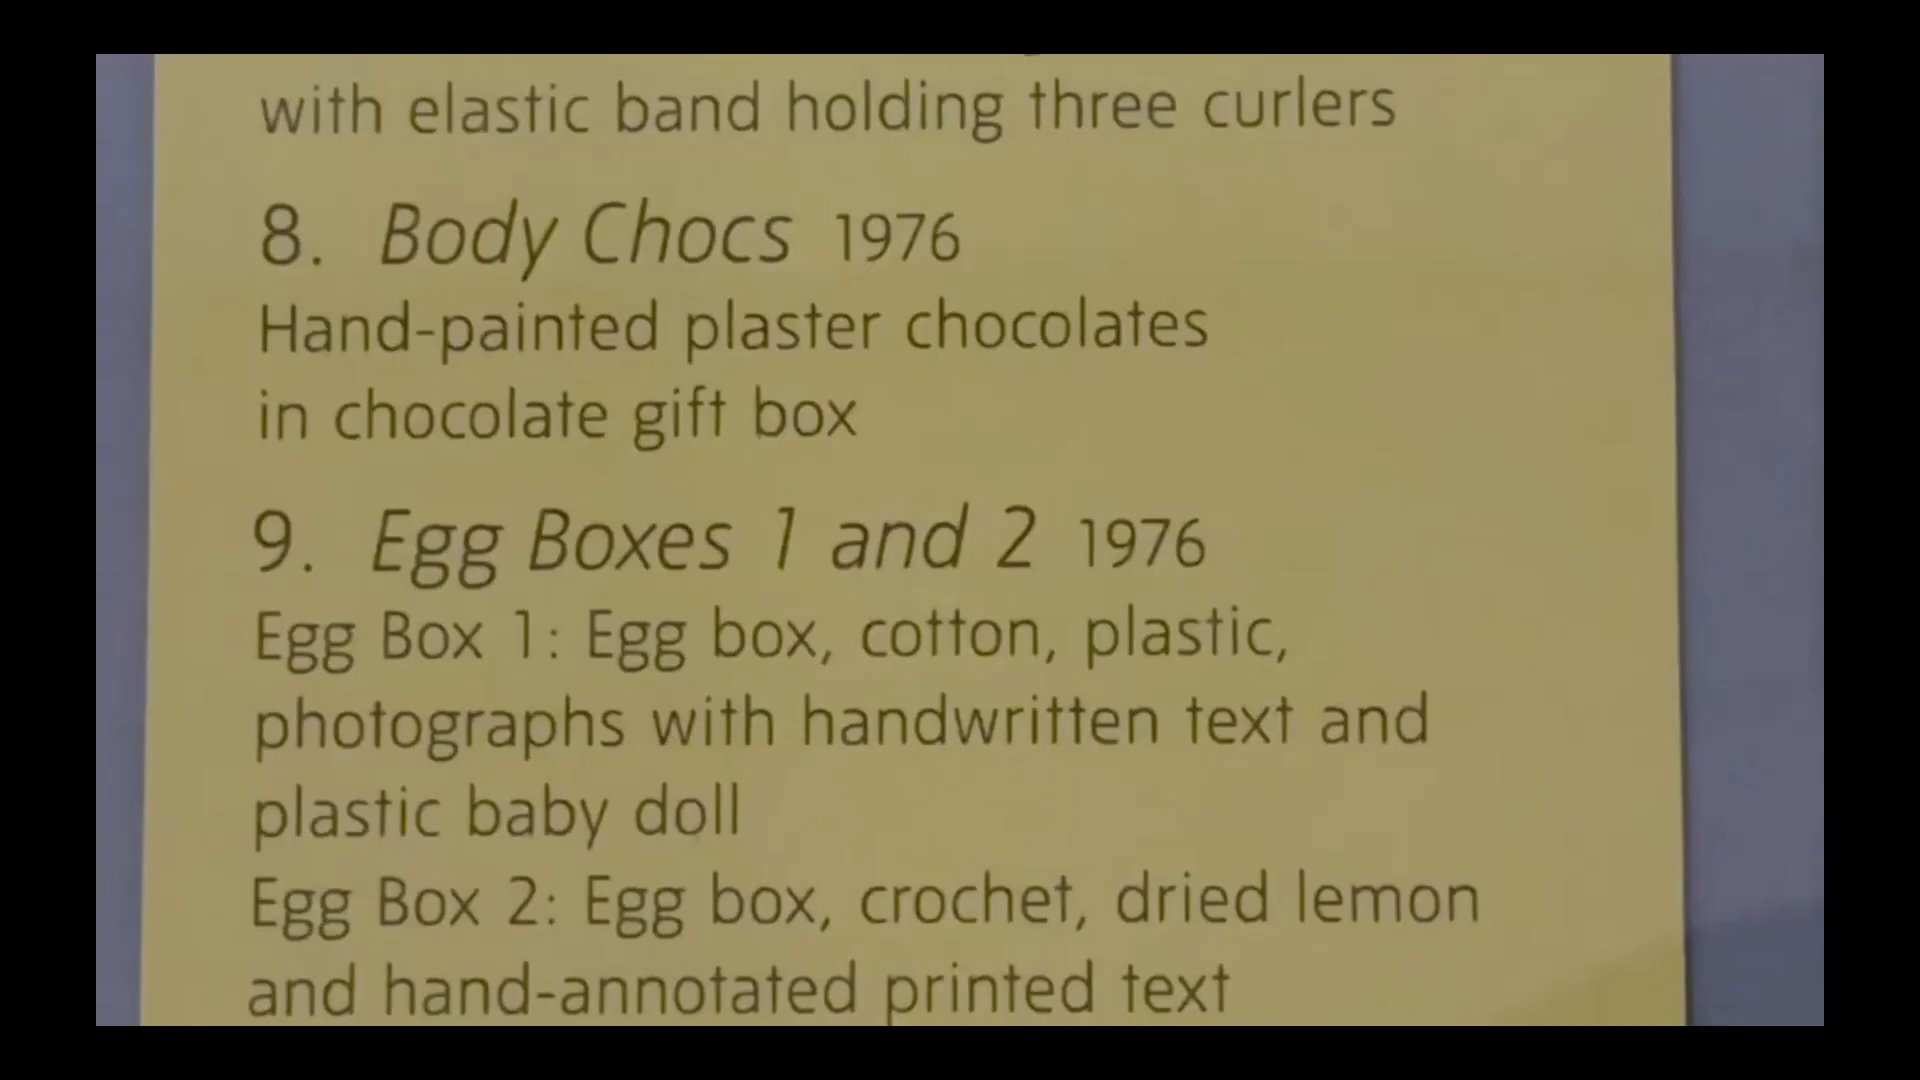 with elastic band holding three curlers
8. Body Chocs 1976
Hand-painted plaster chocolates
in chocolate gift box
9. Egg Boxes 1 and 2 1976
Egg Box 1: Egg box, cotton, plastic,
photographs with handwritten text and
plastic baby doll
Egg Box 2: Egg box, crochet, dried lemon
and hand-annotated printed text